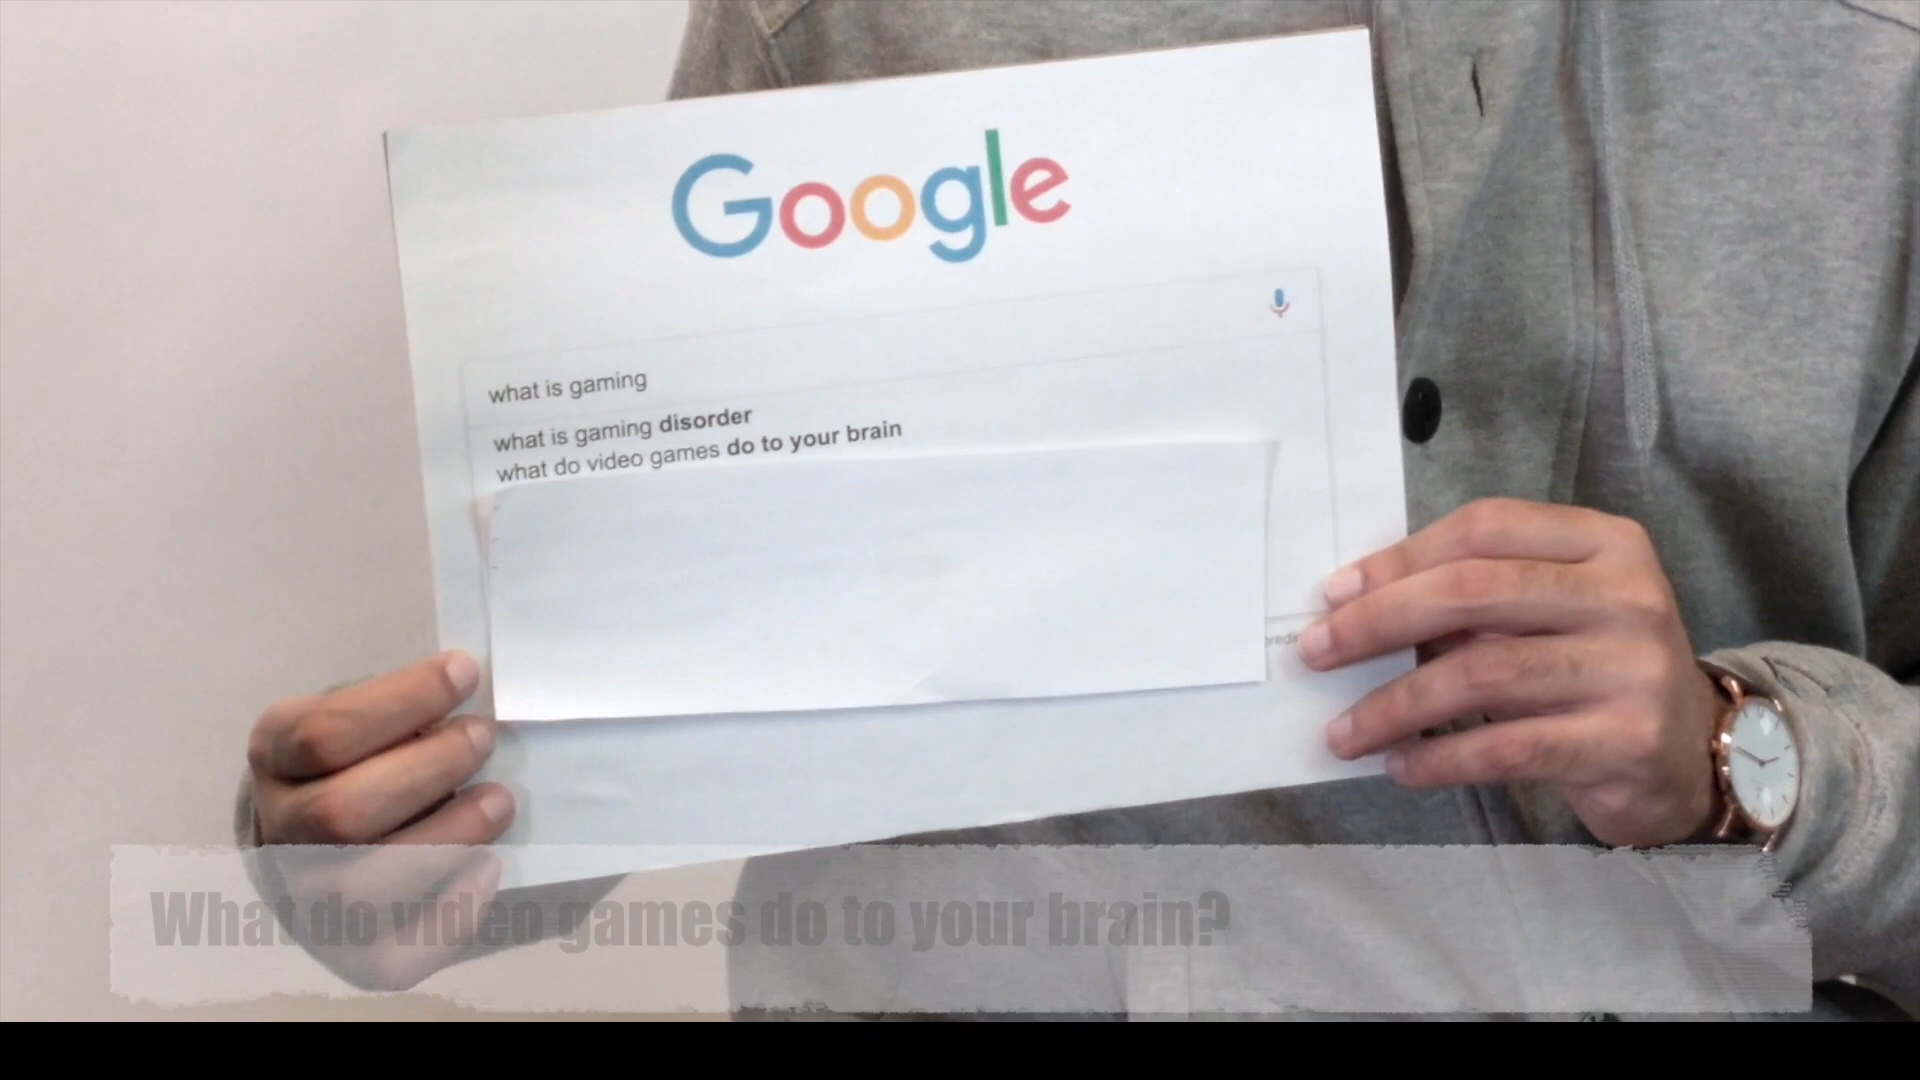 Google
what is gaming
what is gaming disorder
what do video games do to your brain
What do video games do to your brain?